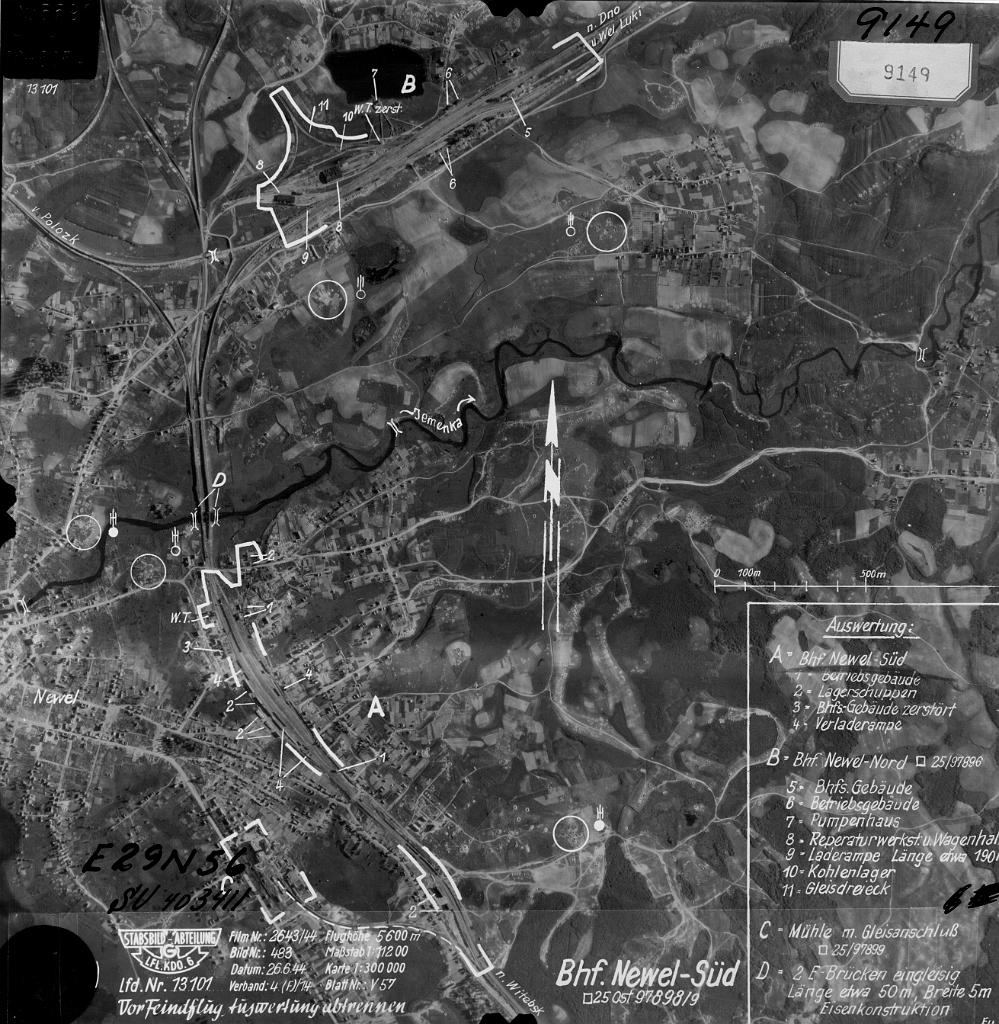 9149
9149
13101
n. Dno
u. Wel. Luki
B
7
6
11
10
W.T. zerst.
5
8
6
8
9
v. Polozk
Jemenka
D
N
2
0 100m 500m
W.T.
1
3
4
4
2
2
A
1
4
2
Newel
n. Witebsk
Auswertung:
A = Bhf. Newel-Süd
1 = Betriebsgebäude
2 = Lagerschuppen
3 = Bhfs-Gebäude zerstört
4 = Verladerampe
B = Bhf. Newel-Nord □ 25/97896
5 = Bhfs. Gebäude
6 = Betriebsgebäude
7 = Pumpenhaus
8 = Reperaturwerkst. u. Wagenhal
9 = Laderampe Länge etwa 190
10 = Kohlenlager
11 = Gleisdreieck
C = Mühle m. Gleisanschluß
□ 25/97899
D = 2 E-Brücken eingleisig
Länge etwa 50m, Breite 5m
Eisenkonstruktion
E29N56
SU 403411
STABSBILD-ABTEILUNG
LFL.KDO.6
Lfd. Nr. 13101
Film Nr.: 2643/44 Flughöhe 5600 m
Bild Nr.: 483 Maßstab 1:11200
Datum: 26.6.44 Karte 1:300 000
Verband: 4.(F)/14 Blatt Nr.: V 57
Vor Feindflug Auswertung abtrennen
Bhf. Newel-Süd
□ 25 Ost 97898/9